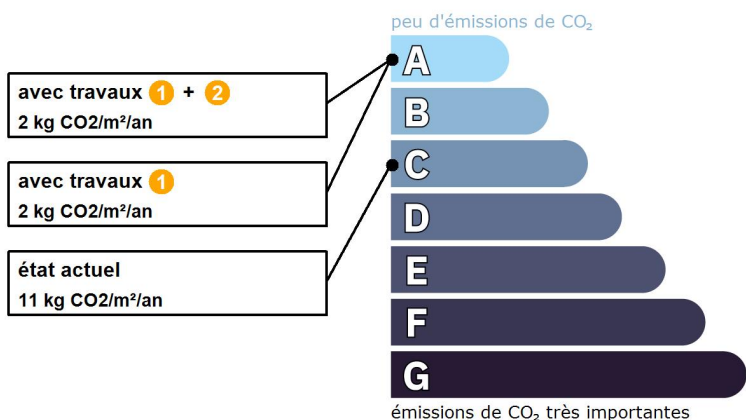 peu d'émissions de CO₂
A
avec travaux 1 + 2
2 kg CO2/m²/an
B
C
avec travaux 1
2 kg CO2/m²/an
D
état actuel
11 kg CO2/m²/an
E
F
G
émissions de CO₂ très importantes